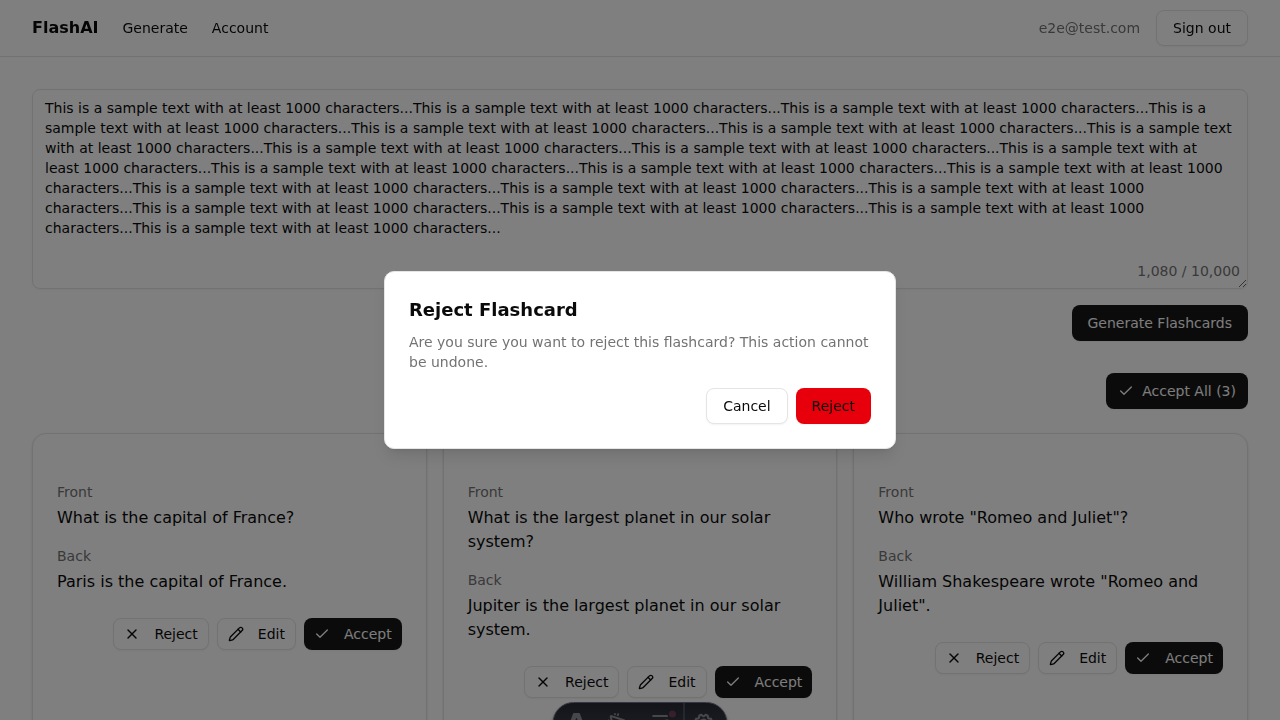 FlashAI Generate Account e2e@test.com Sign out
This is a sample text with at least 1000 characters...This is a sample text with at least 1000 characters...This is a sample text with at least 1000 characters...This is a
sample text with at least 1000 characters...This is a sample text with at least 1000 characters...This is a sample text with at least 1000 characters...This is a sample text
with at least 1000 characters...This is a sample text with at least 1000 characters...This is a sample text with at least 1000 characters...This is a sample text with at
least 1000 characters...This is a sample text with at least 1000 characters...This is a sample text with at least 1000 characters...This is a sample text with at least 1000
characters...This is a sample text with at least 1000 characters...This is a sample text with at least 1000 characters...This is a sample text with at least 1000
characters...This is a sample text with at least 1000 characters...This is a sample text with at least 1000 characters...This is a sample text with at least 1000
characters...This is a sample text with at least 1000 characters...
1,080 / 10,000
Generate Flashcards
Accept All (3)
Reject Flashcard
Are you sure you want to reject this flashcard? This action cannot
be undone.
Cancel Reject
Front
What is the capital of France?
Back
Paris is the capital of France.
Reject Edit Accept
Front
What is the largest planet in our solar
system?
Back
Jupiter is the largest planet in our solar
system.
Reject Edit Accept
Front
Who wrote "Romeo and Juliet"?
Back
William Shakespeare wrote "Romeo and
Juliet".
Reject Edit Accept